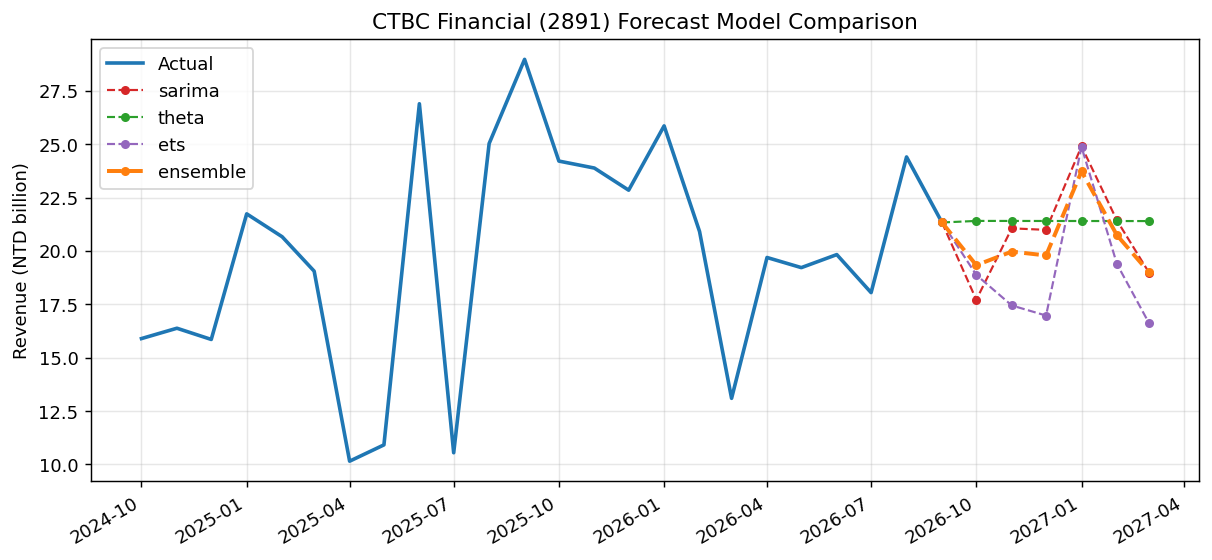 CTBC Financial (2891) Forecast Model Comparison
Actual
sarima
theta
ets
ensemble
Revenue (NTD billion)
27.5
25.0
22.5
20.0
17.5
15.0
12.5
10.0
2024-10
2025-01
2025-04
2025-07
2025-10
2026-01
2026-04
2026-07
2026-10
2027-01
2027-04